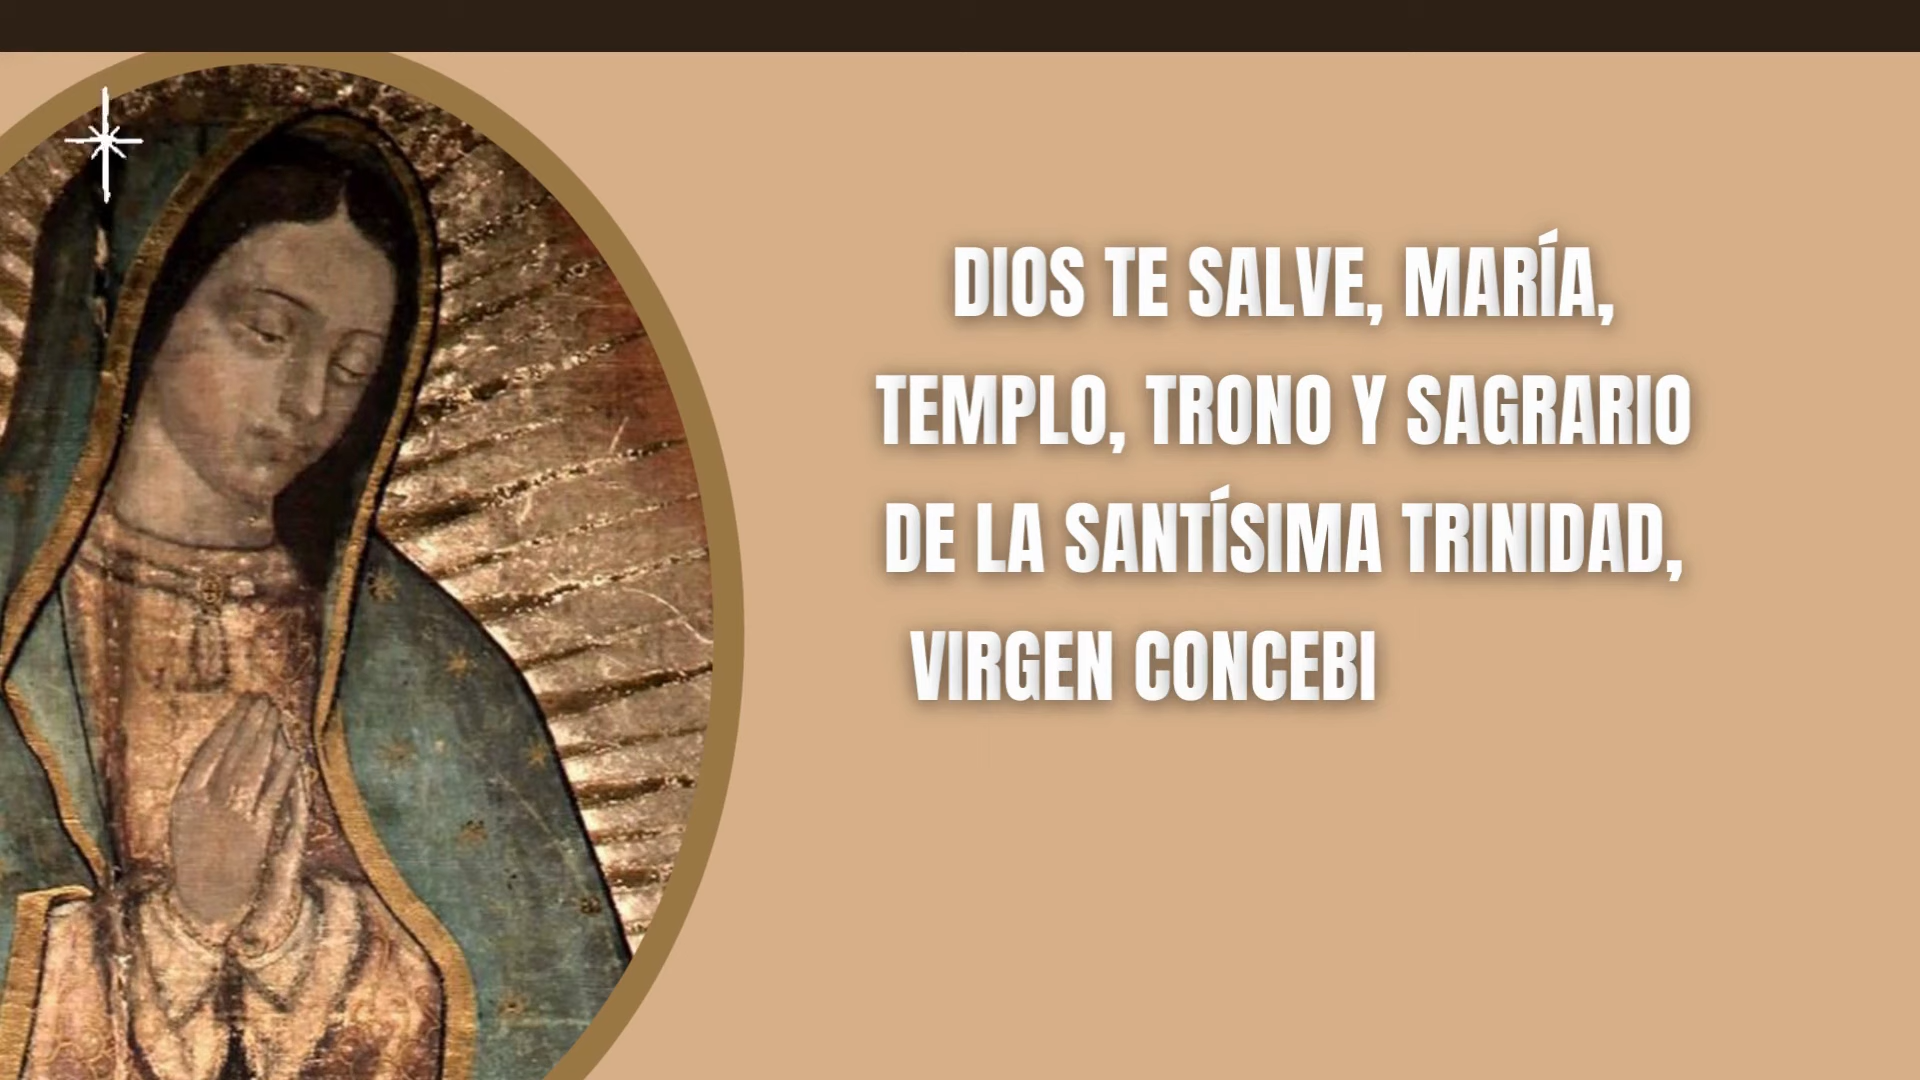 DIOS TE SALVE, MARÍA,
TEMPLO, TRONO Y SAGRARIO
DE LA SANTÍSIMA TRINIDAD,
VIRGEN CONCEBI